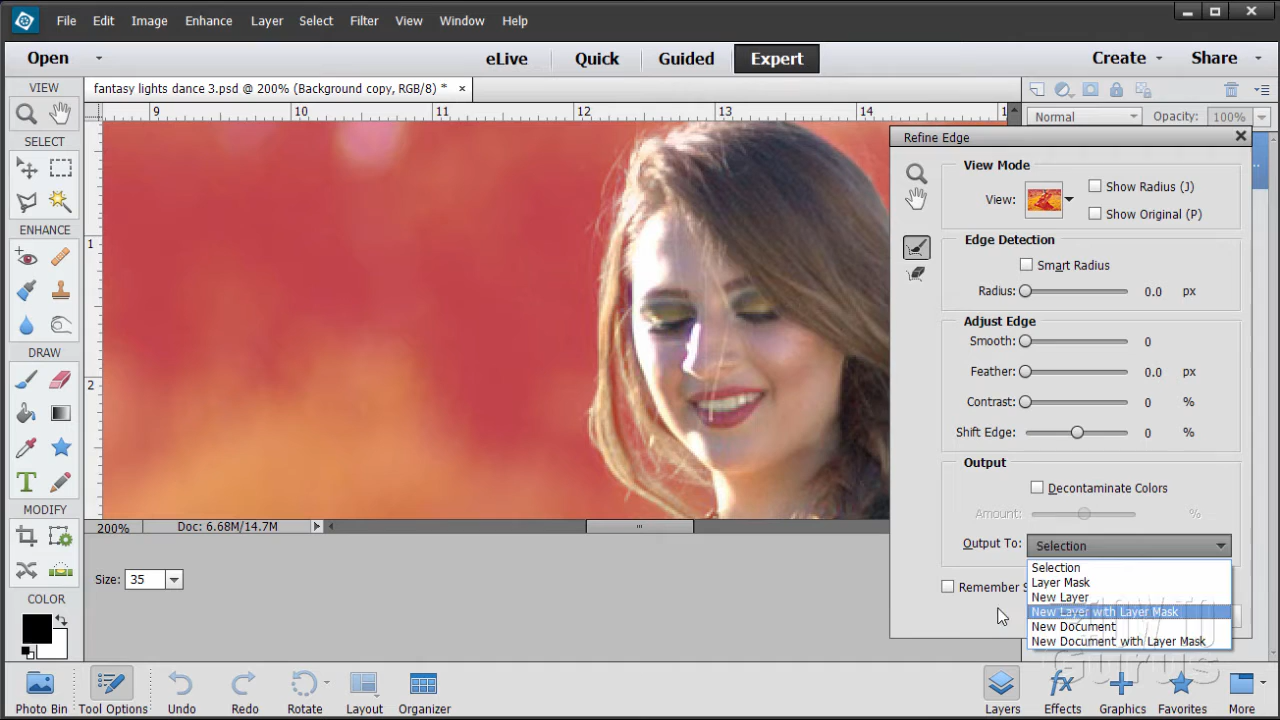 File Edit Image Enhance Layer Select Filter View Window Help
Open eLive Quick Guided Expert Create Share
VIEW
fantasy lights dance 3.psd @ 200% (Background copy, RGB/8) *
9 10 11 12 13 14 1
Normal Opacity: 100%
SELECT
ENHANCE
DRAW
MODIFY
COLOR
1
2
Refine Edge
View Mode
View:
Show Radius (J)
Show Original (P)
Edge Detection
Smart Radius
Radius: 0.0 px
Adjust Edge
Smooth: 0
Feather: 0.0 px
Contrast: 0 %
Shift Edge: 0 %
Output
Decontaminate Colors
Amount: %
Output To: Selection
Selection
Layer Mask
New Layer
New Layer with Layer Mask
New Document
New Document with Layer Mask
Remember S
200% Doc: 6.68M/14.7M
Size: 35
HOW TO
Gurus
Photo Bin Tool Options Undo Redo Rotate Layout Organizer Layers Effects Graphics Favorites More